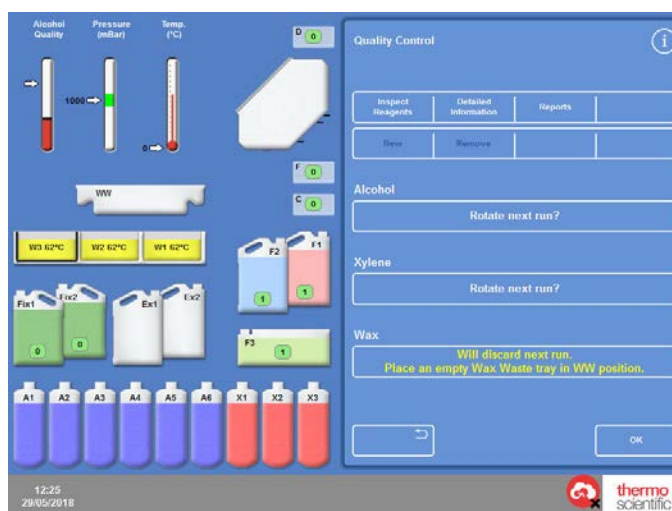 Alcohol
Quality
Pressure
(mBar)
Temp.
(°C)
1000
0
D 0
WW
F 0
C 0
W3 62°C
W2 62°C
W1 62°C
F2
F1
1
1
Fix1
Fix2
Ex1
Ex2
0
0
F3
1
A1
A2
A3
A4
A5
A6
X1
X2
X3
Quality Control
i
Inspect
Reagents
Detailed
Information
Reports
New
Remove
Alcohol
Rotate next run?
Xylene
Rotate next run?
Wax
Will discard next run.
Place an empty Wax Waste tray in WW position.
OK
12:25
29/05/2018
thermo
scientific